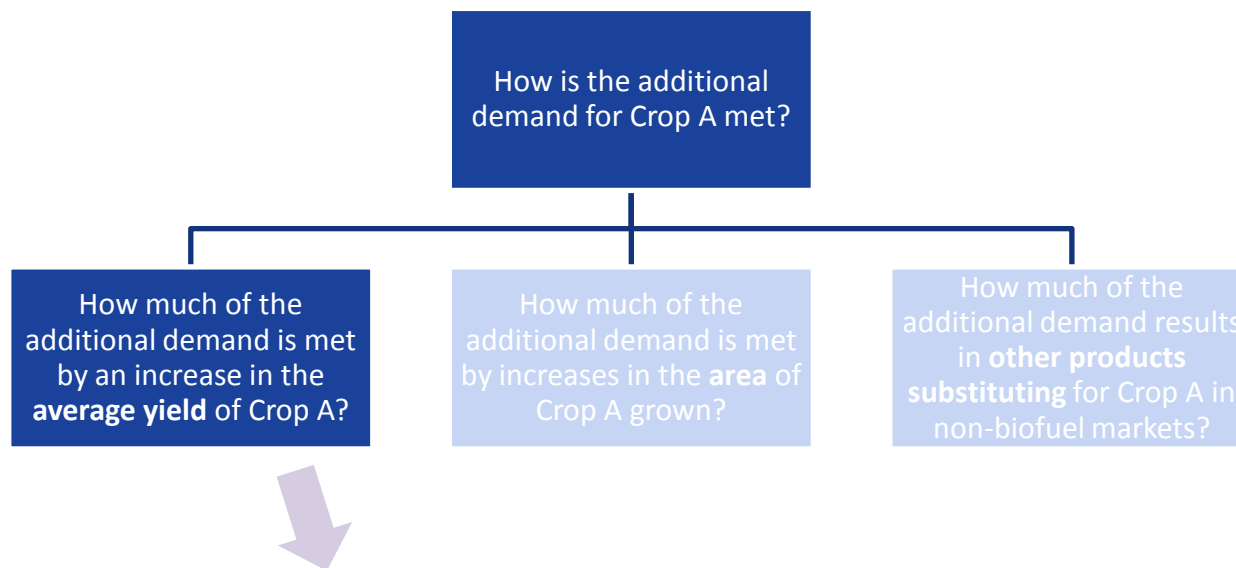 How is the additional
demand for Crop A met?
How much of the
additional demand is met
by an increase in the
average yield of Crop A?
How much of the
additional demand is met
by increases in the area of
Crop A grown?
How much of the
additional demand results
in other products
substituting for Crop A in
non-biofuel markets?